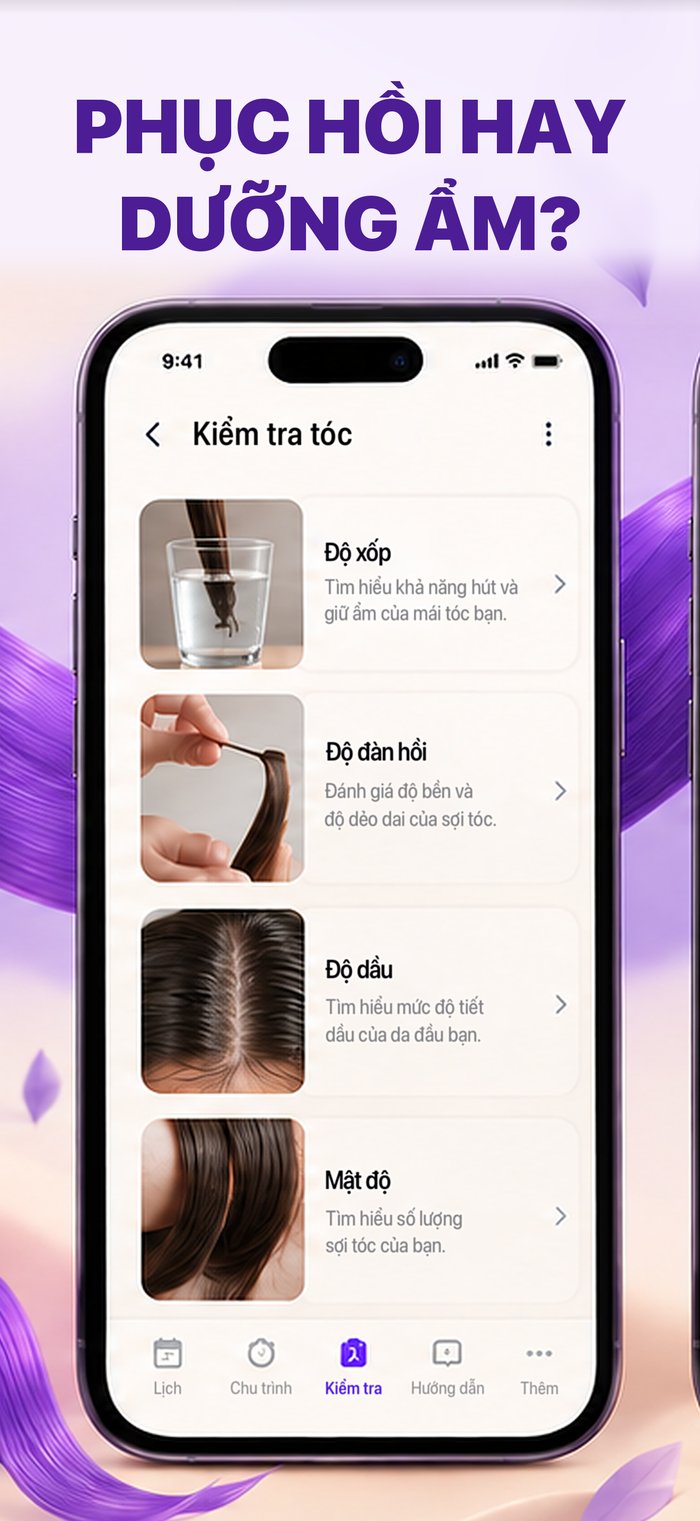 PHỤC HỒI HAY
DƯỠNG ẨM?
9:41
Kiểm tra tóc
Độ xốp
Tìm hiểu khả năng hút và
giữ ẩm của mái tóc bạn.
Độ đàn hồi
Đánh giá độ bền và
độ dẻo dai của sợi tóc.
Độ dầu
Tìm hiểu mức độ tiết
dầu của da đầu bạn.
Mật độ
Tìm hiểu số lượng
sợi tóc của bạn.
Lịch Chu trình Kiểm tra Hướng dẫn Thêm